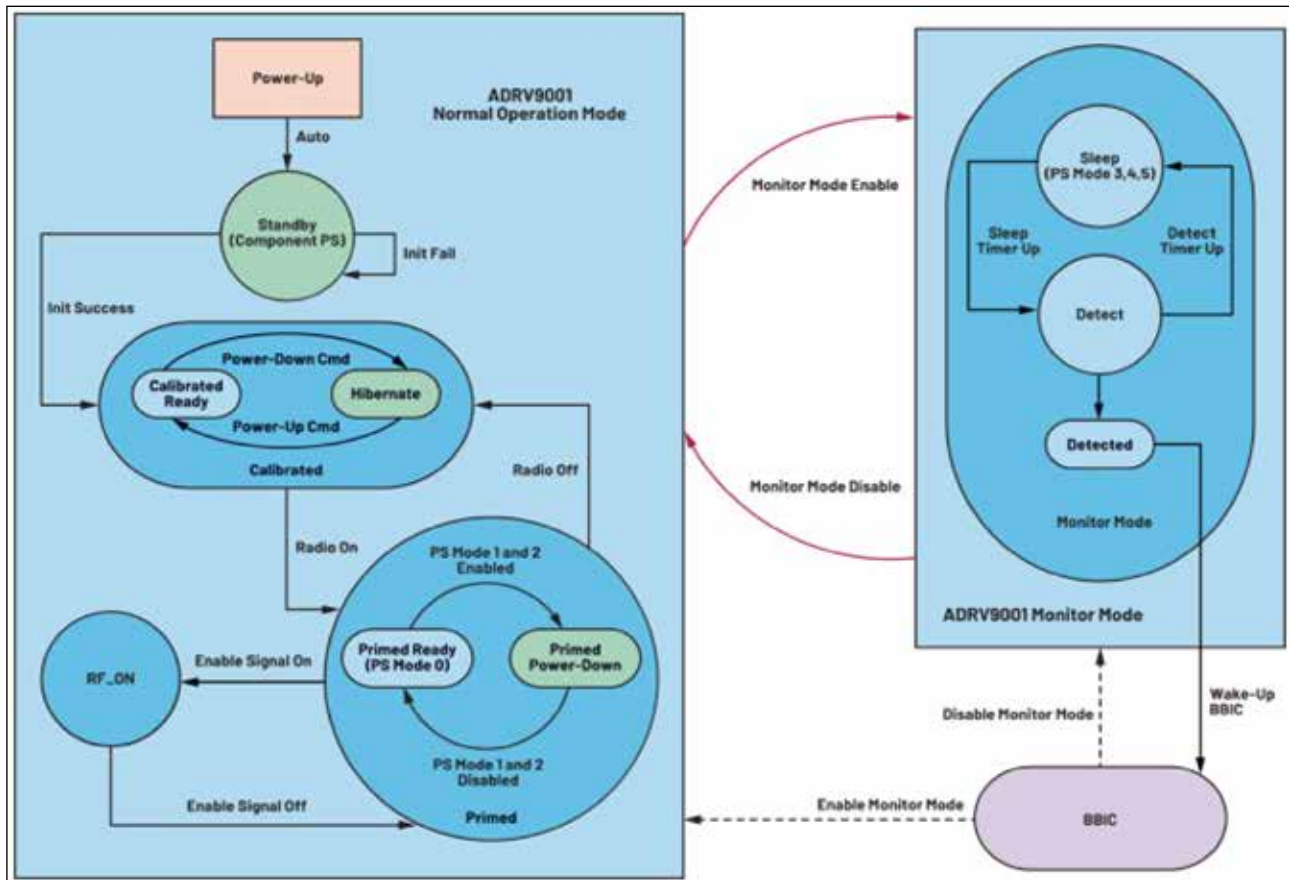 Power-Up
ADRV9001
Normal Operation Mode
Auto
Standby
(Component PS)
Init Fail
Init Success
Power-Down Cmd
Calibrated
Ready
Hibernate
Power-Up Cmd
Calibrated
Radio Off
Radio On
PS Mode 1 and 2
Enabled
Primed Ready
(PS Mode 0)
Primed
Power-Down
Enable Signal On
RF_ON
PS Mode 1 and 2
Disabled
Enable Signal Off
Primed
Monitor Mode Enable
Monitor Mode Disable
Sleep
(PS Mode 3,4,5)
Sleep
Timer Up
Detect
Timer Up
Detect
Detected
Monitor Mode
ADRV9001 Monitor Mode
Disable Monitor Mode
Wake-Up
BBIC
Enable Monitor Mode
BBIC